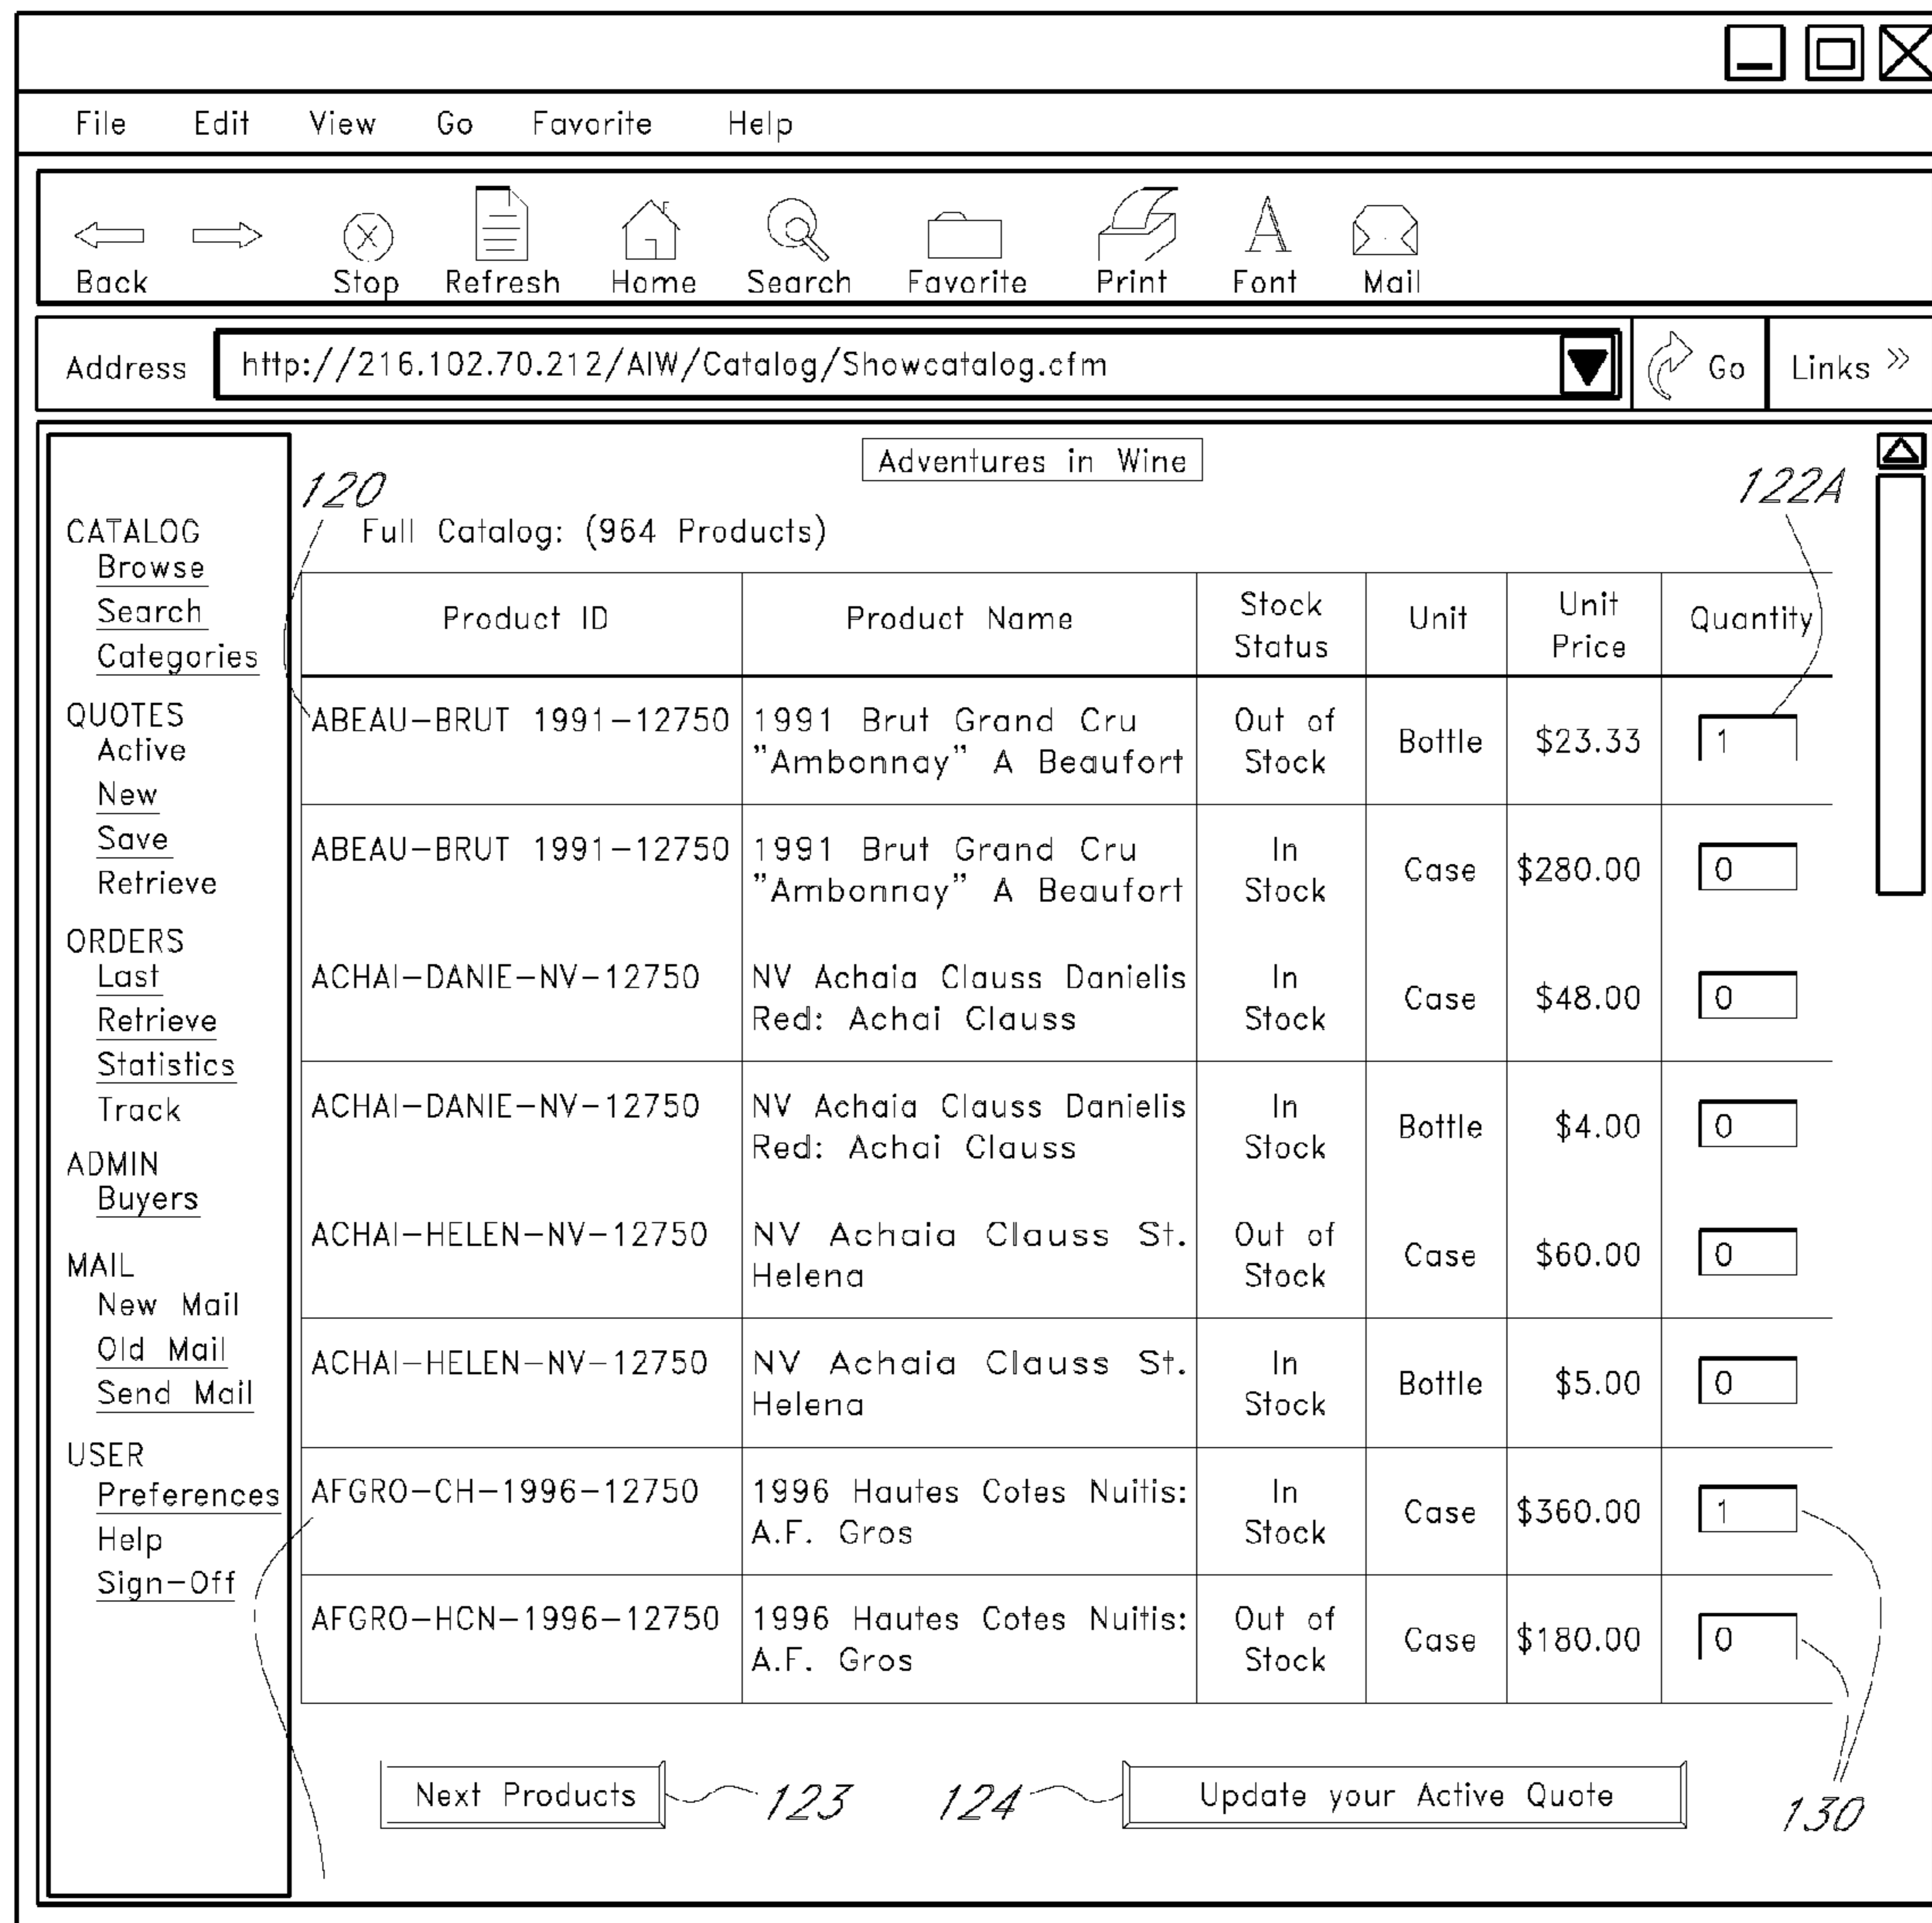 File Edit View Go Favorite Help
Back Stop Refresh Home Search Favorite Print Font Mail
Address http://216.102.70.212/AIW/Catalog/Showcatalog.cfm Go Links »
Adventures in Wine
120
122A
Full Catalog: (964 Products)
CATALOG
Browse
Search
Categories
QUOTES
Active
New
Save
Retrieve
ORDERS
Last
Retrieve
Statistics
Track
ADMIN
Buyers
MAIL
New Mail
Old Mail
Send Mail
USER
Preferences
Help
Sign-Off
Product ID Product Name Stock Status Unit Unit Price Quantity
ABEAU-BRUT 1991-12750 1991 Brut Grand Cru Out of
"Ambonnay" A Beaufort Stock Bottle $23.33 1
ABEAU-BRUT 1991-12750 1991 Brut Grand Cru In
"Ambonnay" A Beaufort Stock Case $280.00 0
ACHAI-DANIE-NV-12750 NV Achaia Clauss Danielis In
Red: Achai Clauss Stock Case $48.00 0
ACHAI-DANIE-NV-12750 NV Achaia Clauss Danielis In
Red: Achai Clauss Stock Bottle $4.00 0
ACHAI-HELEN-NV-12750 NV Achaia Clauss St. Out of
Helena Stock Case $60.00 0
ACHAI-HELEN-NV-12750 NV Achaia Clauss St. In
Helena Stock Bottle $5.00 0
AFGRO-CH-1996-12750 1996 Hautes Cotes Nuitis: In
A.F. Gros Stock Case $360.00 1
AFGRO-HCN-1996-12750 1996 Hautes Cotes Nuitis: Out of
A.F. Gros Stock Case $180.00 0
Next Products 123 124 Update your Active Quote 130